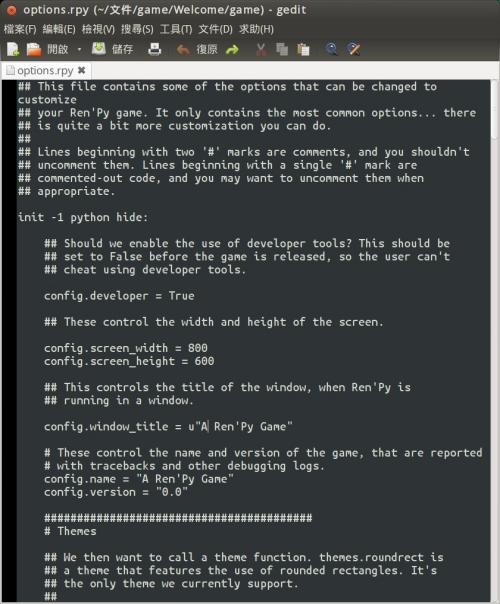 options.rpy (~/文件/game/Welcome/game) - gedit
檔案(F) 編輯(E) 檢視(V) 搜尋(S) 工具(T) 文件(D) 求助(H)
開啟 儲存 復原
options.rpy
## This file contains some of the options that can be changed to
customize
## your Ren'Py game. It only contains the most common options... there
## is quite a bit more customization you can do.
##
## Lines beginning with two '#' marks are comments, and you shouldn't
## uncomment them. Lines beginning with a single '#' mark are
## commented-out code, and you may want to uncomment them when
## appropriate.
init -1 python hide:
## Should we enable the use of developer tools? This should be
## set to False before the game is released, so the user can't
## cheat using developer tools.
config.developer = True
## These control the width and height of the screen.
config.screen_width = 800
config.screen_height = 600
## This controls the title of the window, when Ren'Py is
## running in a window.
config.window_title = u"A Ren'Py Game"
# These control the name and version of the game, that are reported
# with tracebacks and other debugging logs.
config.name = "A Ren'Py Game"
config.version = "0.0"
#########################################
# Themes
## We then want to call a theme function. themes.roundrect is
## a theme that features the use of rounded rectangles. It's
## the only theme we currently support.
##